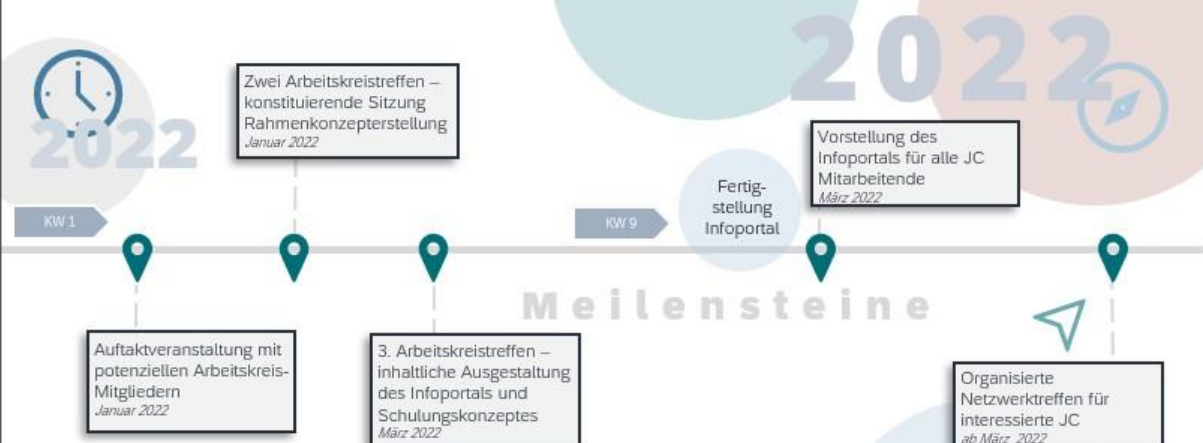 2022
2022
Zwei Arbeitskreistreffen –
konstituierende Sitzung
Rahmenkonzepterstellung
Januar 2022
Vorstellung des
Infoportals für alle JC
Mitarbeitende
März 2022
Fertig-
stellung
Infoportal
KW 1
KW 9
Meilensteine
Auftaktveranstaltung mit
potenziellen Arbeitskreis-
Mitgliedern
Januar 2022
3. Arbeitskreistreffen –
inhaltliche Ausgestaltung
des Infoportals und
Schulungskonzeptes
März 2022
Organisierte
Netzwerktreffen für
interessierte JC
ab März 2022